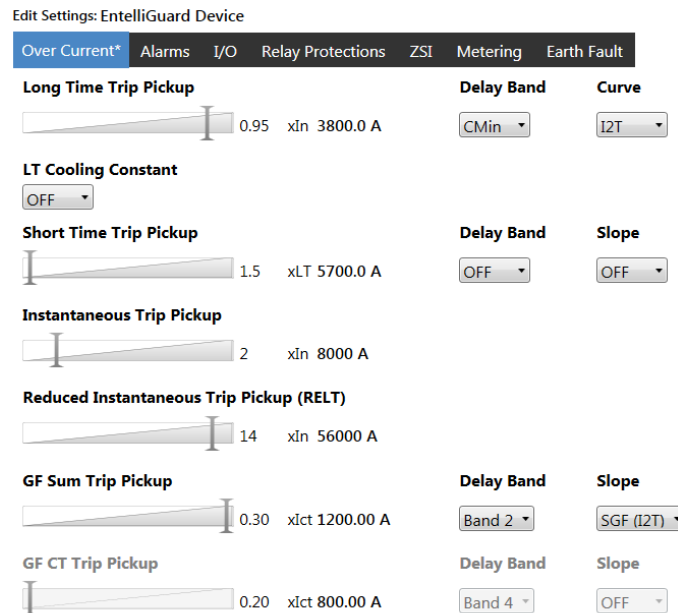 Edit Settings: EntelliGuard Device
Over Current* Alarms I/O Relay Protections ZSI Metering Earth Fault
Long Time Trip Pickup Delay Band Curve
0.95 xIn 3800.0 A CMin I2T
LT Cooling Constant
OFF
Short Time Trip Pickup Delay Band Slope
1.5 xLT 5700.0 A OFF OFF
Instantaneous Trip Pickup
2 xIn 8000 A
Reduced Instantaneous Trip Pickup (RELT)
14 xIn 56000 A
GF Sum Trip Pickup Delay Band Slope
0.30 xIct 1200.00 A Band 2 SGF (I2T)
GF CT Trip Pickup Delay Band Slope
0.20 xIct 800.00 A Band 4 OFF